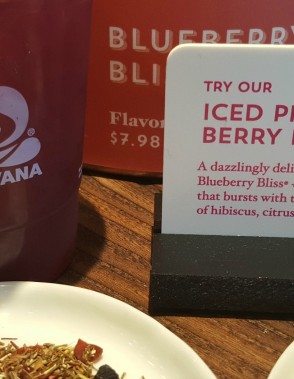 BLUEBERRY
BLI
Flavor
$7.98
VANA
®
TRY OUR
ICED P
BERRY
A dazzlingly deli
Blueberry Bliss®
that bursts with t
of hibiscus, citrus